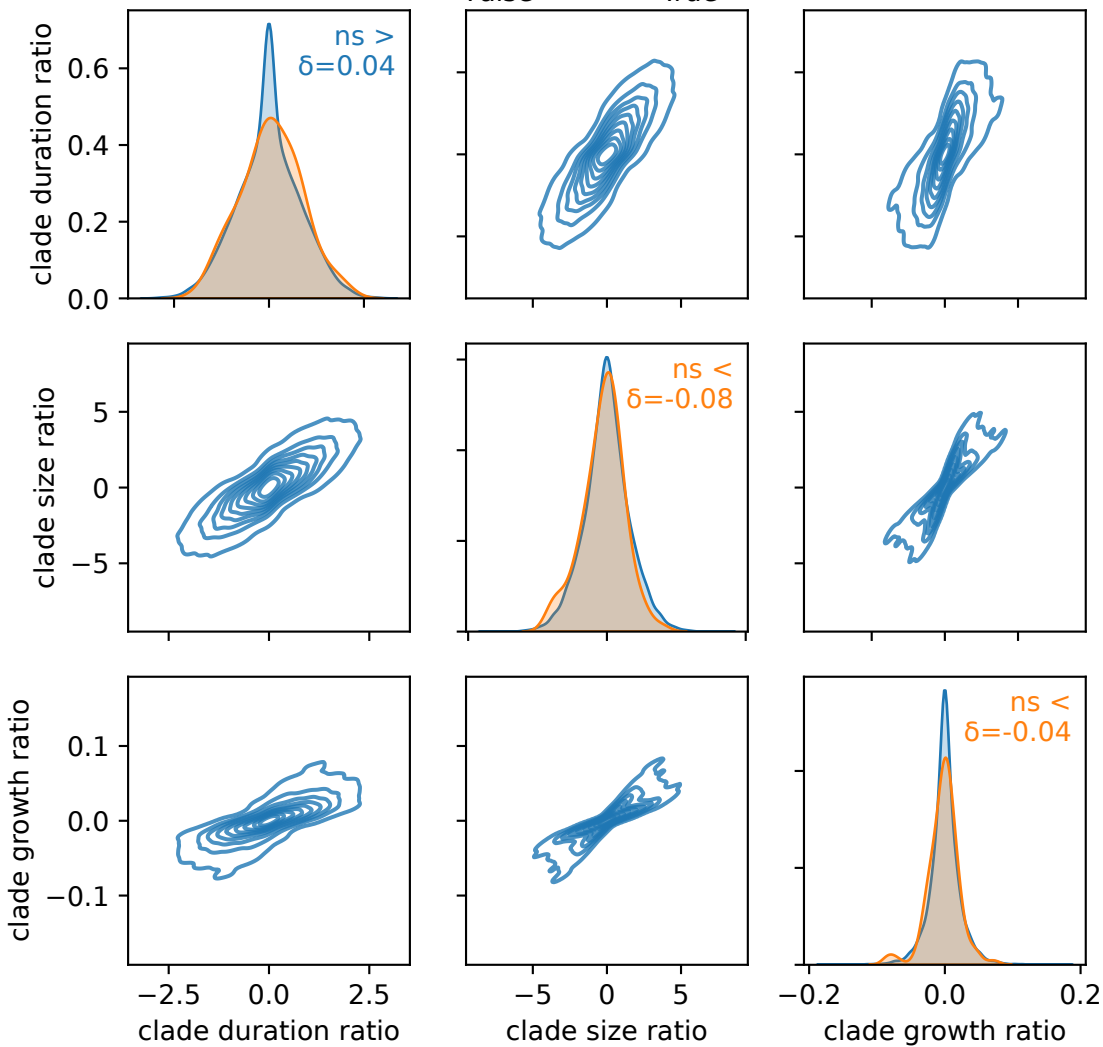 clade duration ratio
0.6
0.4
0.2
0.0
ns >
δ=0.04
clade size ratio
5
0
−5
ns <
δ=-0.08
clade growth ratio
0.1
0.0
−0.1
ns <
δ=-0.04
−2.5 0.0 2.5
−5 0 5
−0.2 0.0 0.2
clade duration ratio
clade size ratio
clade growth ratio